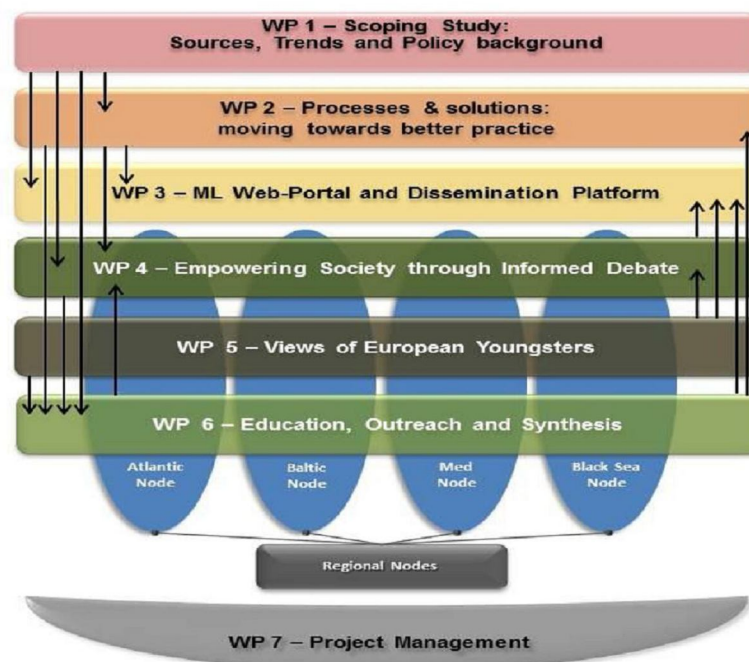 WP 1 – Scoping Study:
Sources, Trends and Policy background
WP 2 – Processes & solutions:
moving towards better practice
WP 3 – ML Web-Portal and Dissemination Platform
WP 4 – Empowering Society through Informed Debate
WP 5 – Views of European Youngsters
WP 6 – Education, Outreach and Synthesis
Atlantic
Node
Baltic
Node
Med
Node
Black Sea
Node
Regional Nodes
WP 7 – Project Management